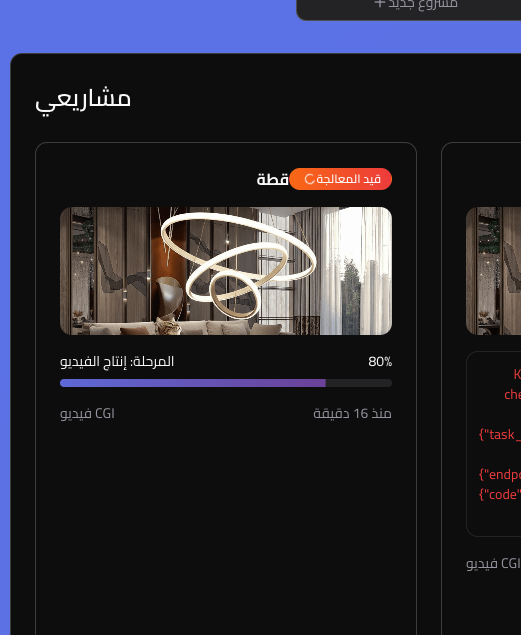 مشروع جديد +
مشاريعي
قطة
قيد المعالجة
المرحلة: إنتاج الفيديو
80%
CGI فيديو
منذ 16 دقيقة
K
che
{"task_
{"endpo
{"code"
CGI فيديو